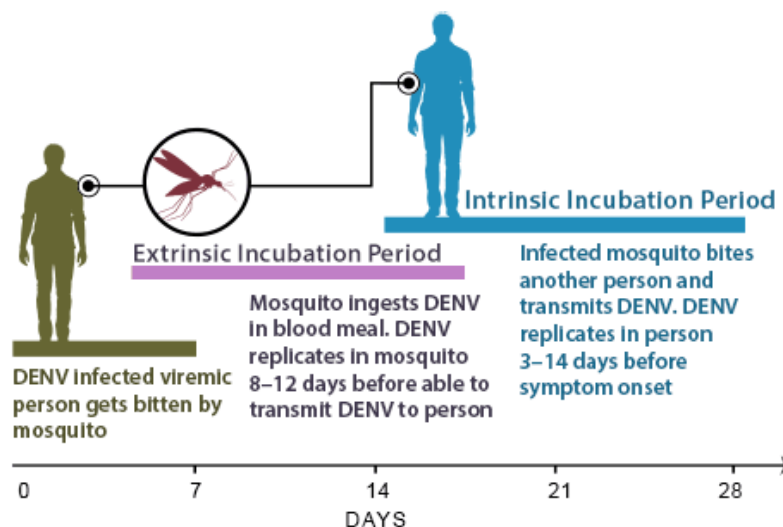 Intrinsic Incubation Period
Extrinsic Incubation Period
Infected mosquito bites
another person and
transmits DENV. DENV
replicates in person
3–14 days before
symptom onset
Mosquito ingests DENV
in blood meal. DENV
replicates in mosquito
8–12 days before able to
transmit DENV to person
DENV infected viremic
person gets bitten by
mosquito
0 7 14 21 28
DAYS